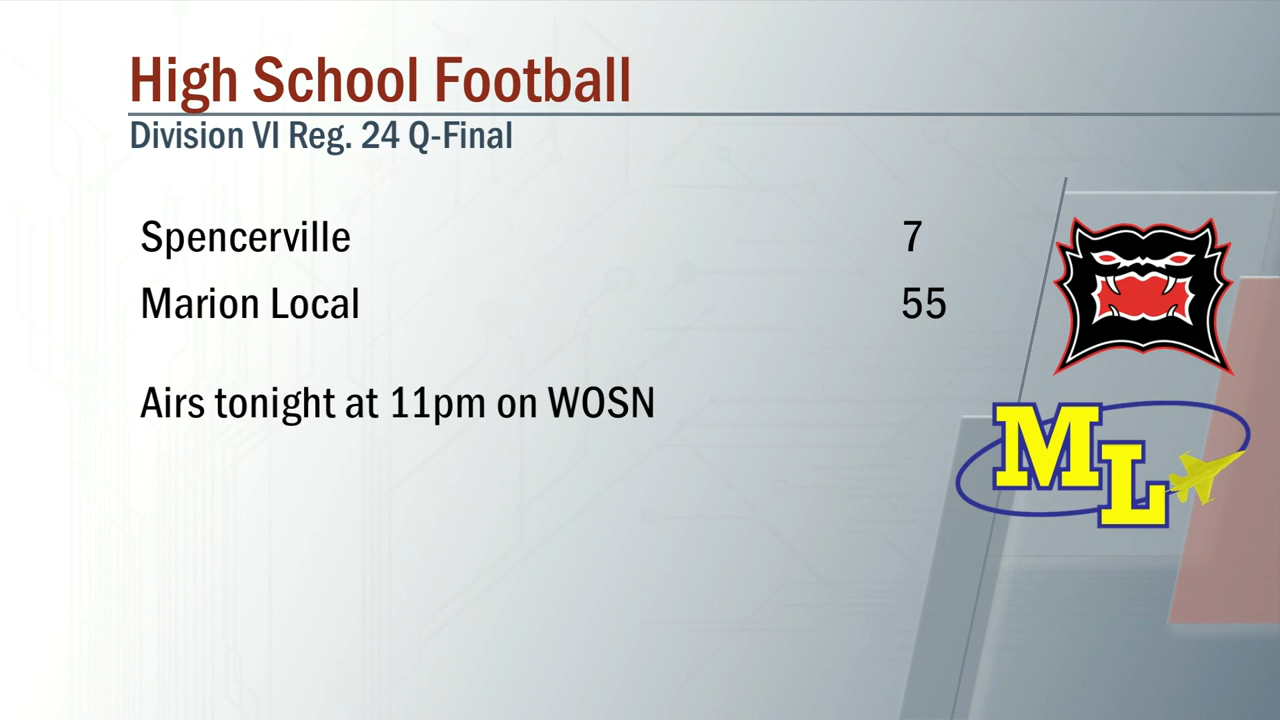 High School Football
Division VI Reg. 24 Q-Final
Spencerville 7
Marion Local 55
Airs tonight at 11pm on WOSN
ML